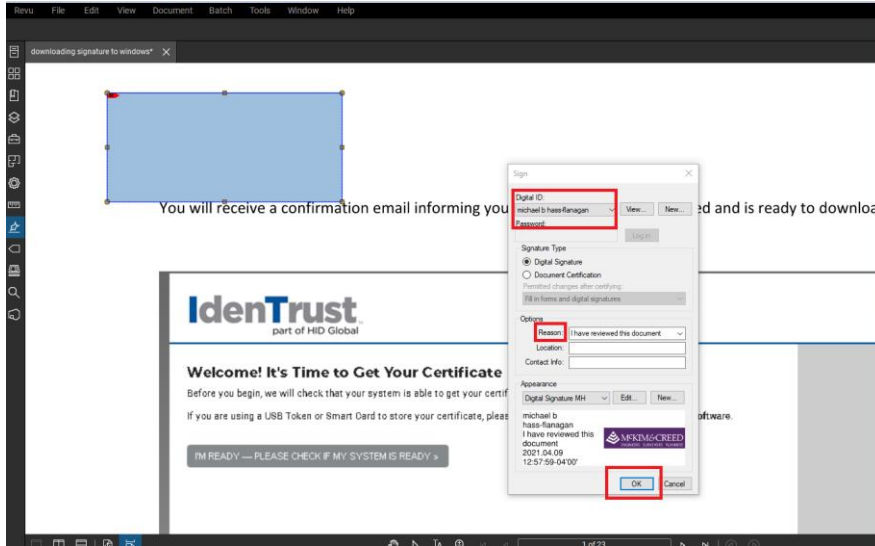 Revu File Edit View Document Batch Tools Window Help
downloading signature to windows*
You will receive a confirmation email informing you
ed and is ready to downloa
IdenTrust
part of HID Global
Welcome! It's Time to Get Your Certificate
Before you begin, we will check that your system is able to get your certif
If you are using a USB Token or Smart Card to store your certificate, pleas
oftware.
I'M READY — PLEASE CHECK IF MY SYSTEM IS READY »
Sign
Digital ID:
michael b hass-flanagan View... New...
Password:
Log in
Signature Type
Digital Signature
Document Certification
Permitted changes after certifying:
Fill in forms and digital signatures
Options
Reason: I have reviewed this document
Location:
Contact Info:
Appearance
Digital Signature MH Edit... New...
michael b
hass-flanagan
I have reviewed this
document
2021.04.09
12:57:59-04'00'
McKIM&CREED
ENGINEERS SURVEYORS PLANNERS
OK Cancel
1 of 23